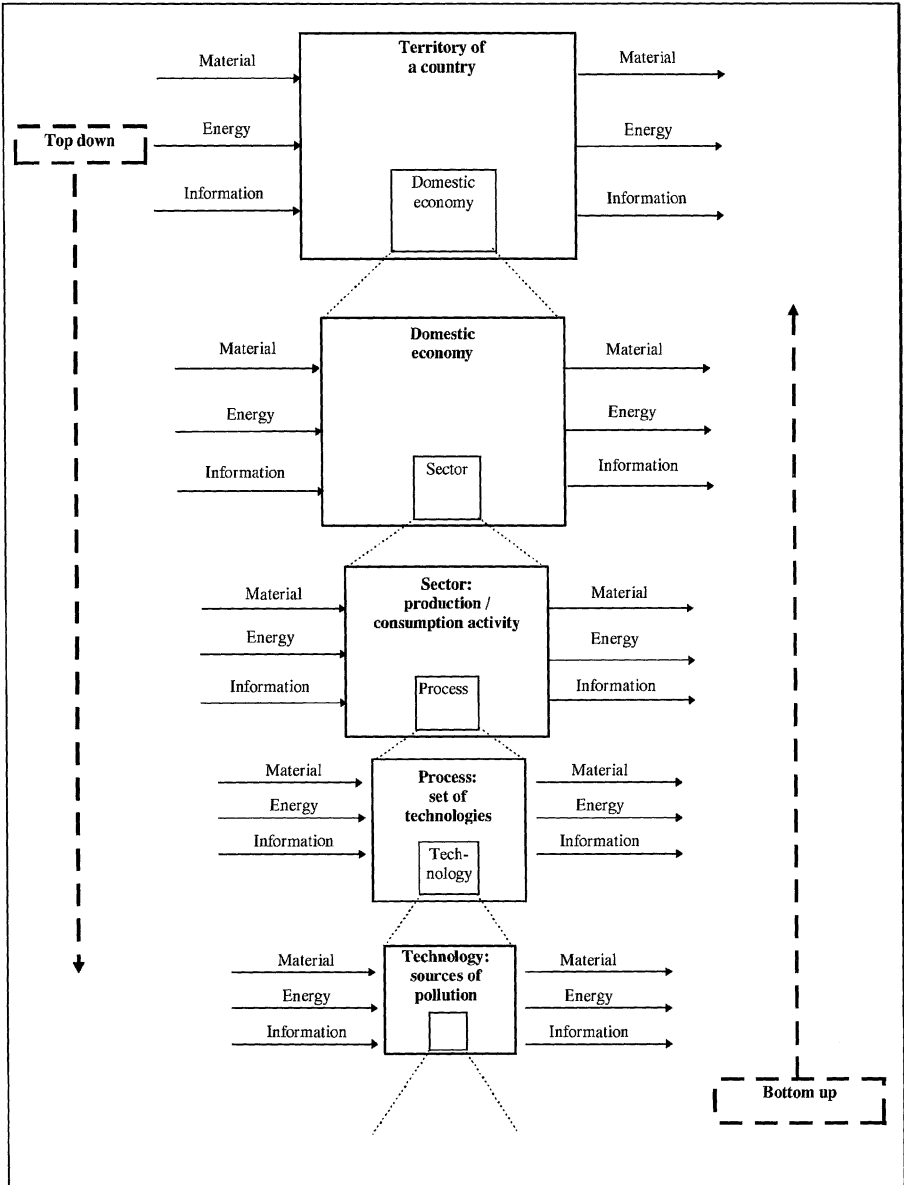 Territory of
a country
Material
Material
Energy
Energy
Top down
Information
Information
Domestic
economy
Domestic
economy
Material
Material
Energy
Energy
Information
Information
Sector
Sector:
production /
consumption activity
Material
Material
Energy
Energy
Information
Information
Process
Process:
set of
technologies
Material
Material
Energy
Energy
Information
Information
Tech-
nology
Technology:
sources of
pollution
Material
Material
Energy
Energy
Information
Information
Bottom up